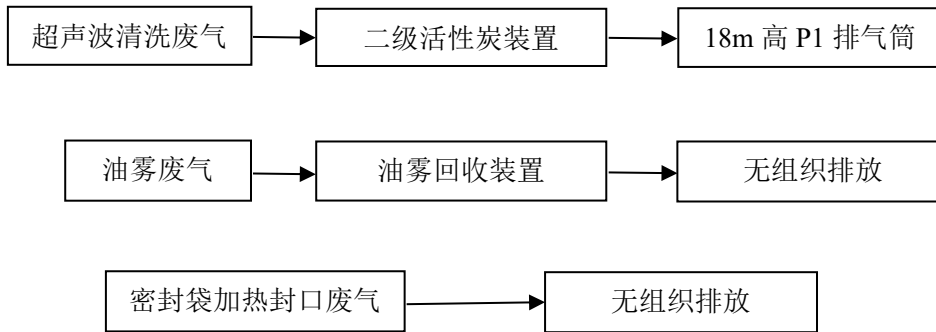 超声波清洗废气
二级活性炭装置
18m 高 P1 排气筒
油雾废气
油雾回收装置
无组织排放
密封袋加热封口废气
无组织排放